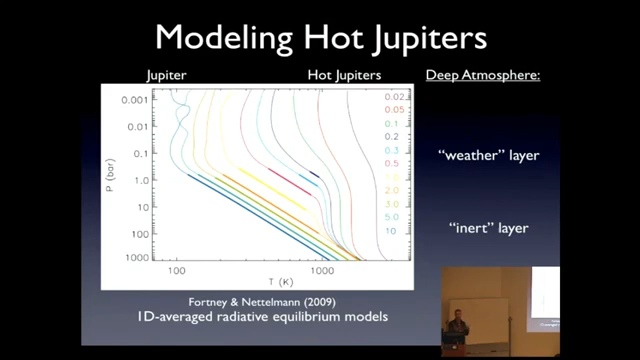 Modeling Hot Jupiters
Jupiter
Hot Jupiters
Deep Atmosphere:
0.001
0.01
0.1
1.0
10
100
1000
P (bar)
100
1000
T (K)
0.02
0.05
0.1
0.2
0.3
0.5
1.0
2.0
3.0
5.0
10
"weather" layer
"inert" layer
Fortney & Nettelmann (2009)
1D-averaged radiative equilibrium models